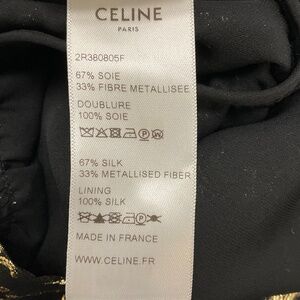 CELINE
PARIS
2R380805F
67% SOIE
33% FIBRE METALLISEE
DOUBLURE
100% SOIE
67% SILK
33% METALLISED FIBER
LINING
100% SILK
MADE IN FRANCE
WWW.CELINE.FR